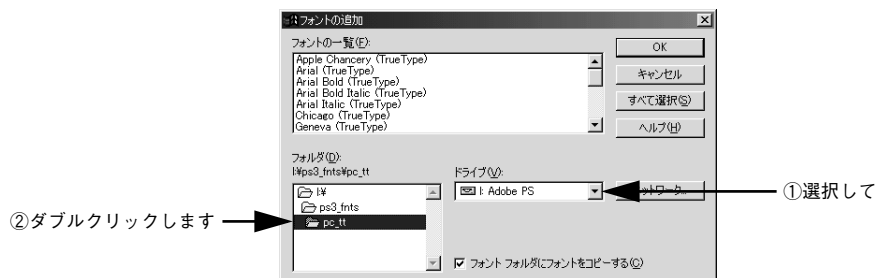 フォントの追加
フォントの一覧(F):
Apple Chancery (TrueType)
Arial (TrueType)
Arial Bold (TrueType)
Arial Bold Italic (TrueType)
Arial Italic (TrueType)
Chicago (TrueType)
Geneva (TrueType)
OK
キャンセル
すべて選択(S)
ヘルプ(H)
フォルダ(D):
I:¥ps3_fnts¥pc_tt
I:¥
ps3_fnts
pc_tt
ドライブ(V):
I: Adobe PS
ットワーク...
①選択して
②ダブルクリックします
フォント フォルダにフォントをコピーする(C)